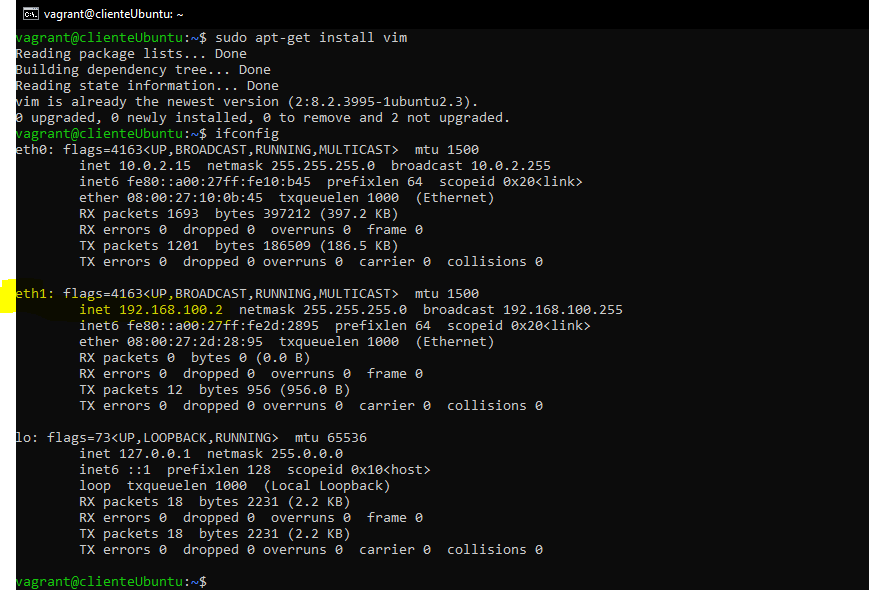 vagrant@clienteUbuntu: ~
vagrant@clienteUbuntu:~$ sudo apt-get install vim
Reading package lists... Done
Building dependency tree... Done
Reading state information... Done
vim is already the newest version (2:8.2.3995-1ubuntu2.3).
0 upgraded, 0 newly installed, 0 to remove and 2 not upgraded.
vagrant@clienteUbuntu:~$ ifconfig
eth0: flags=4163<UP,BROADCAST,RUNNING,MULTICAST>  mtu 1500
        inet 10.0.2.15  netmask 255.255.255.0  broadcast 10.0.2.255
        inet6 fe80::a00:27ff:fe10:b45  prefixlen 64  scopeid 0x20<link>
        ether 08:00:27:10:0b:45  txqueuelen 1000  (Ethernet)
        RX packets 1693  bytes 397212 (397.2 KB)
        RX errors 0  dropped 0  overruns 0  frame 0
        TX packets 1201  bytes 186509 (186.5 KB)
        TX errors 0  dropped 0 overruns 0  carrier 0  collisions 0
eth1: flags=4163<UP,BROADCAST,RUNNING,MULTICAST>  mtu 1500
        inet 192.168.100.2  netmask 255.255.255.0  broadcast 192.168.100.255
        inet6 fe80::a00:27ff:fe2d:2895  prefixlen 64  scopeid 0x20<link>
        ether 08:00:27:2d:28:95  txqueuelen 1000  (Ethernet)
        RX packets 0  bytes 0 (0.0 B)
        RX errors 0  dropped 0  overruns 0  frame 0
        TX packets 12  bytes 956 (956.0 B)
        TX errors 0  dropped 0 overruns 0  carrier 0  collisions 0
lo: flags=73<UP,LOOPBACK,RUNNING>  mtu 65536
        inet 127.0.0.1  netmask 255.0.0.0
        inet6 ::1  prefixlen 128  scopeid 0x10<host>
        loop  txqueuelen 1000  (Local Loopback)
        RX packets 18  bytes 2231 (2.2 KB)
        RX errors 0  dropped 0  overruns 0  frame 0
        TX packets 18  bytes 2231 (2.2 KB)
        TX errors 0  dropped 0 overruns 0  carrier 0  collisions 0
vagrant@clienteUbuntu:~$